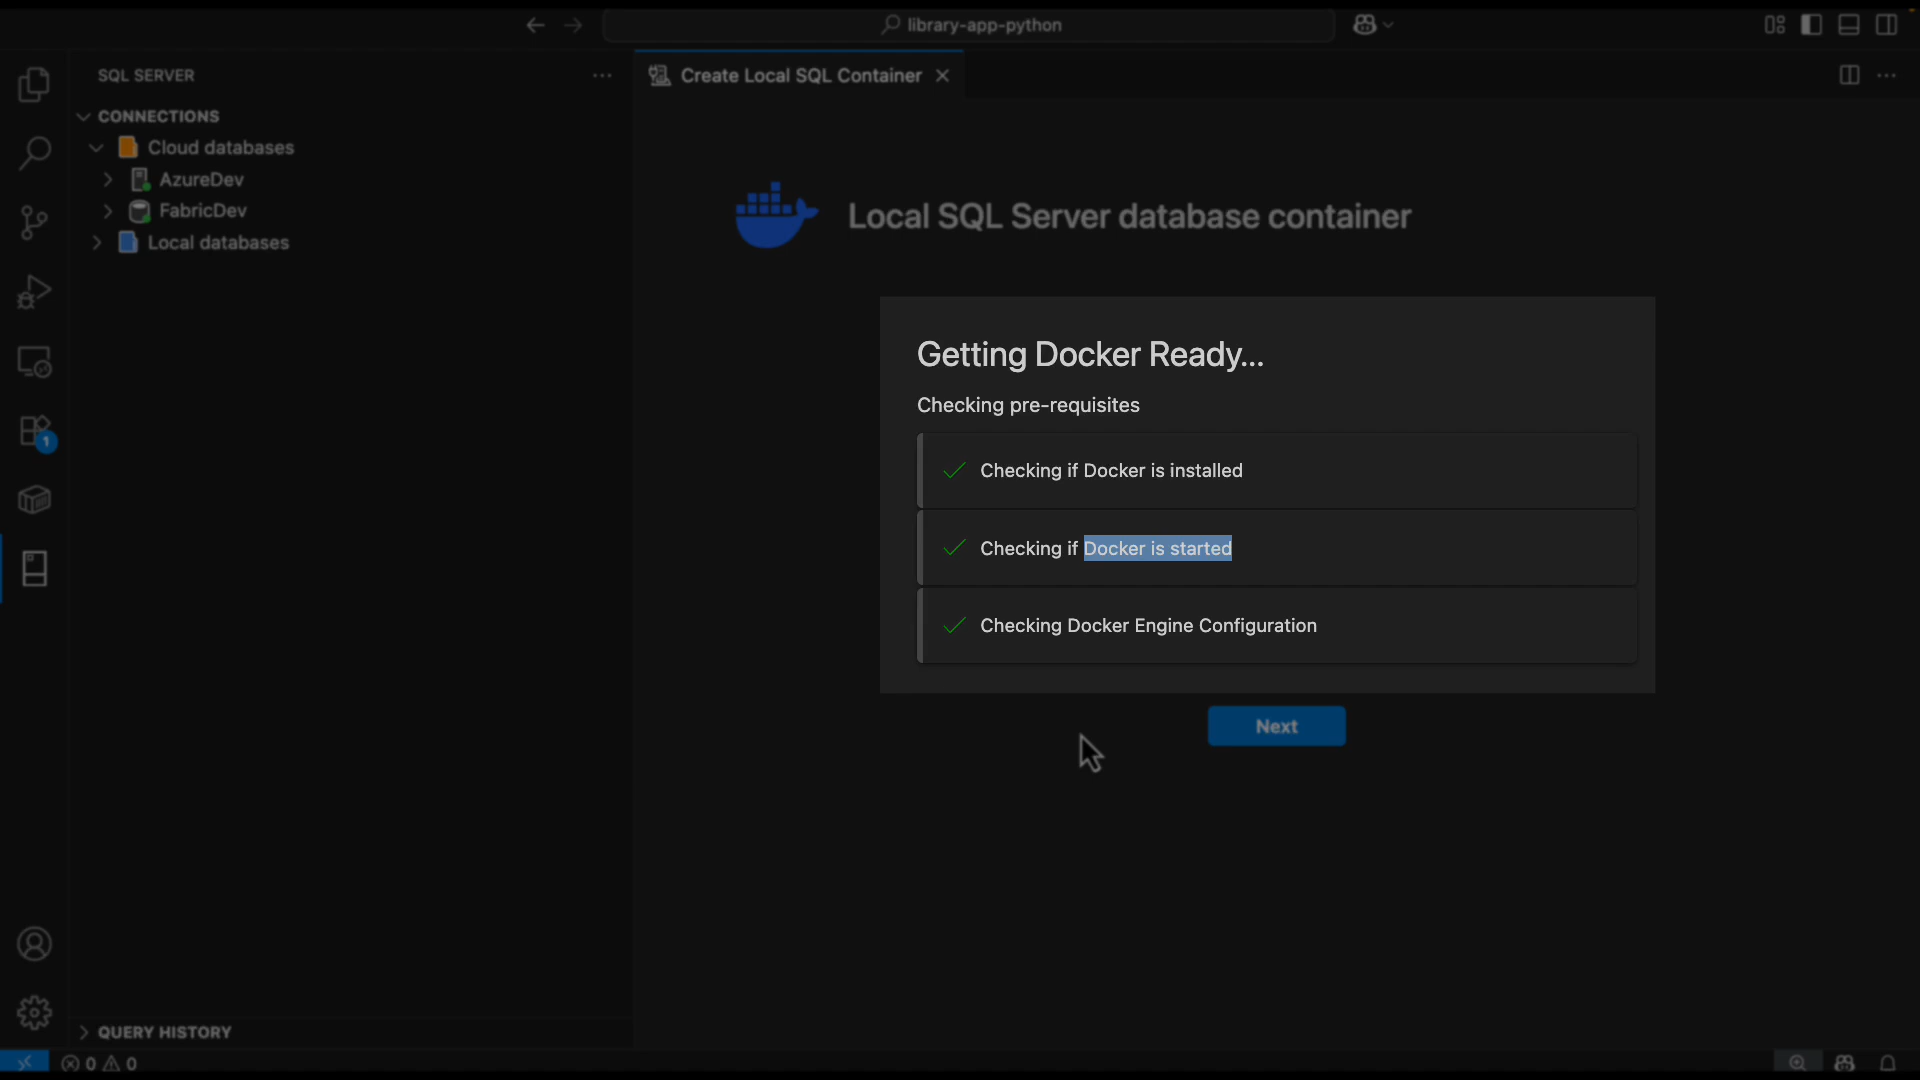 library-app-python
SQL SERVER
Create Local SQL Container
CONNECTIONS
Cloud databases
AzureDev
FabricDev
Local databases
Local SQL Server database container
Getting Docker Ready...
Checking pre-requisites
Checking if Docker is installed
Checking if Docker is started
Checking Docker Engine Configuration
Next
1
QUERY HISTORY
0 0